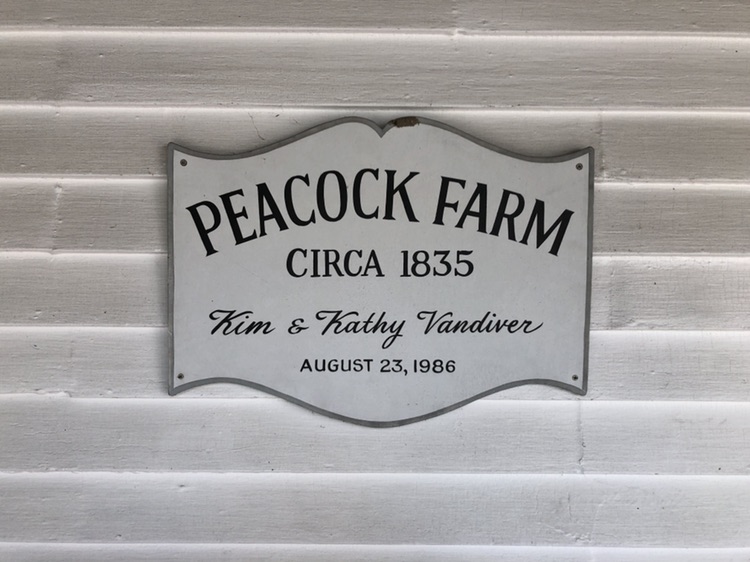 PEACOCK FARM
CIRCA 1835
Kim & Kathy Vandiver
AUGUST 23, 1986